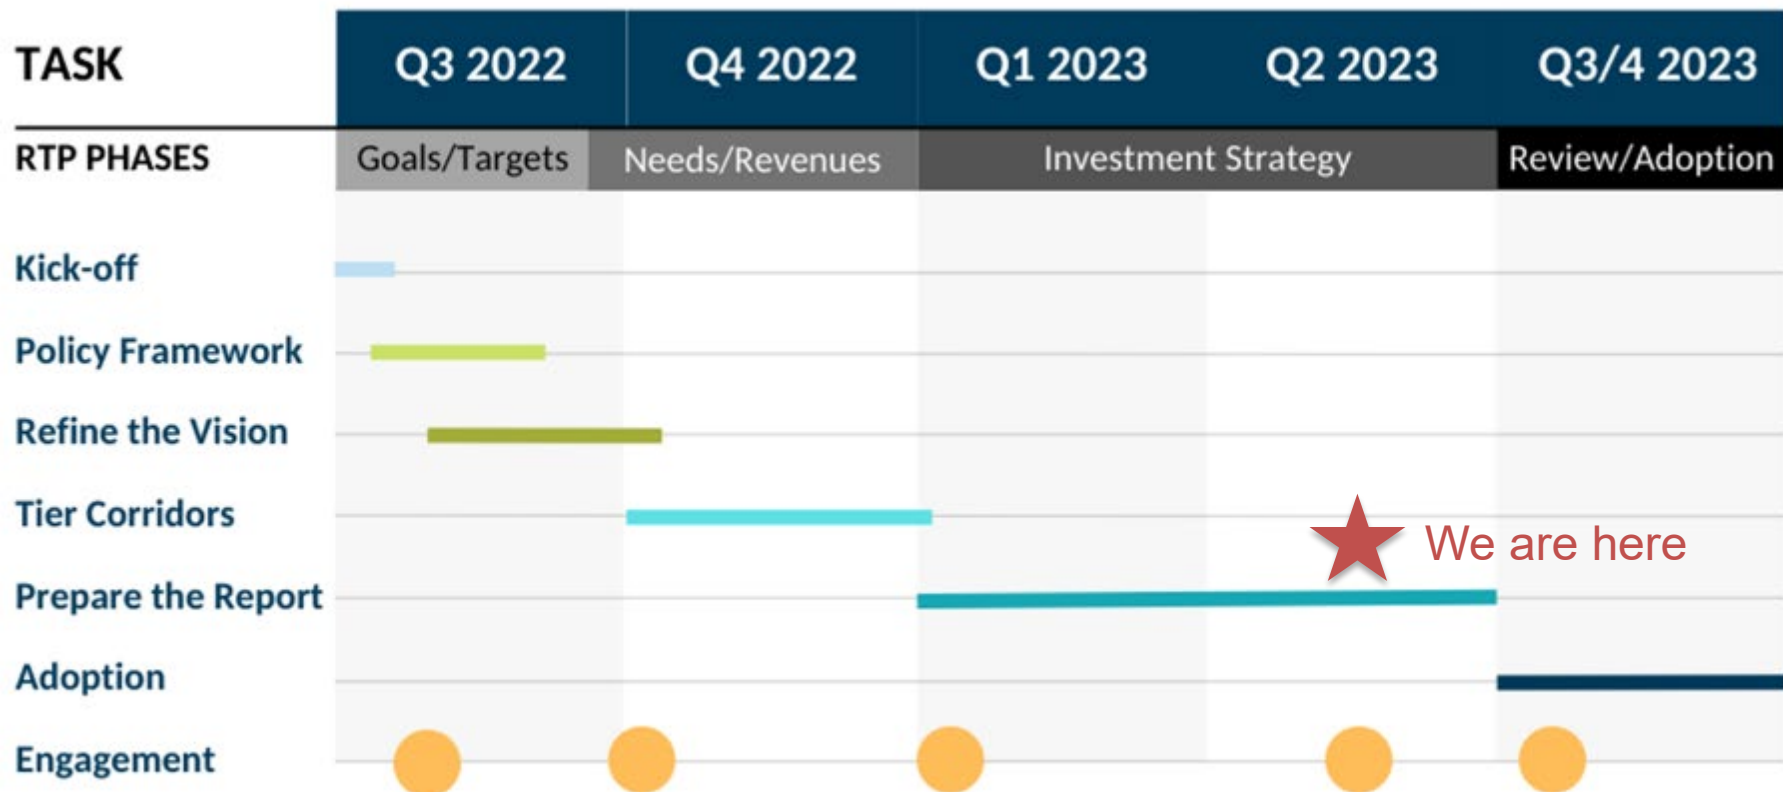 TASK Q3 2022 Q4 2022 Q1 2023 Q2 2023 Q3/4 2023
RTP PHASES Goals/Targets Needs/Revenues Investment Strategy Review/Adoption
Kick-off
Policy Framework
Refine the Vision
Tier Corridors
We are here
Prepare the Report
Adoption
Engagement